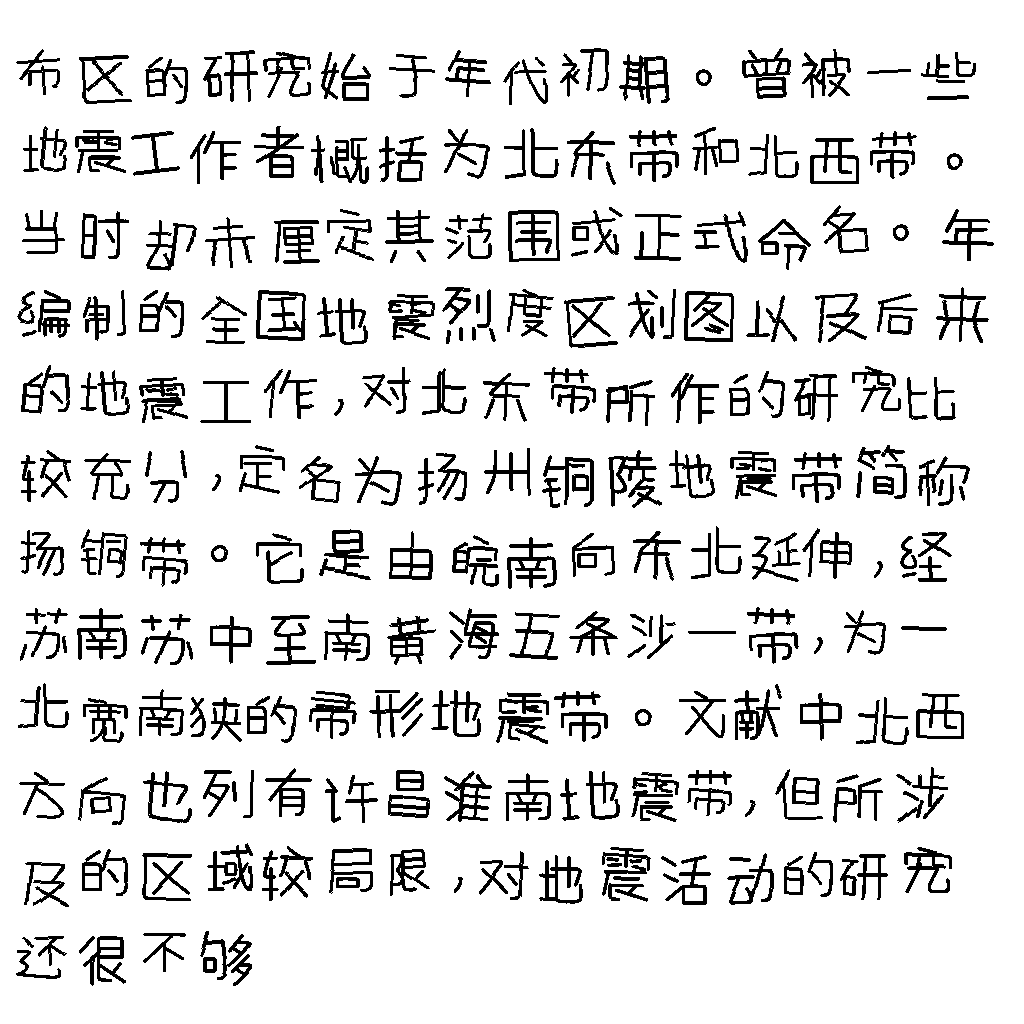 布区的研究始于年代初期。曾被一些
地震工作者概括为北东带和北西带。
当时却未厘定其范围或正式命名。年
编制的全国地震烈度区划图以及后来
的地震工作,对北东带所作的研究比
较充分,定名为扬州铜陵地震带简称
扬铜带。它是由皖南向东北延伸,经
苏南苏中至南黄海五条沙一带,为一
北宽南狭的帚形地震带。文献中北西
方向也列有许昌淮南地震带,但所涉
及的区域较局限,对地震活动的研究
还很不够